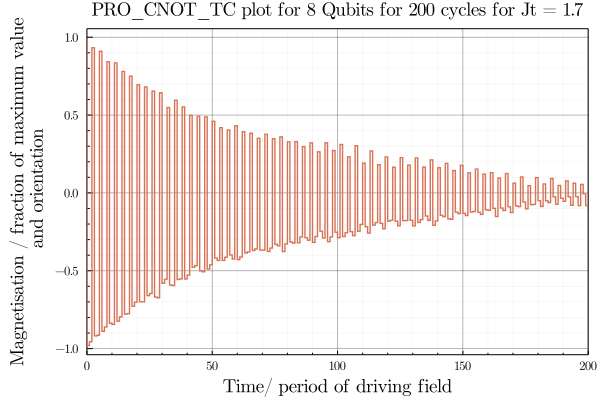 PRO_CNOT_TC plot for 8 Qubits for 200 cycles for Jt = 1.7
Magnetisation / fraction of maximum value
and orientation
1.0
0.5
0.0
−0.5
−1.0
0
50
100
150
200
Time/ period of driving field